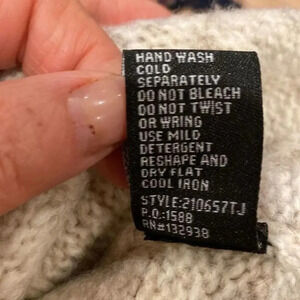 HAND WASH
COLD
SEPARATELY
DO NOT BLEACH
DO NOT TWIST
OR WRING
USE MILD
DETERGENT
RESHAPE AND
DRY FLAT
COOL IRON
STYLE:210657TJ
P.O.:1588
RN#132938